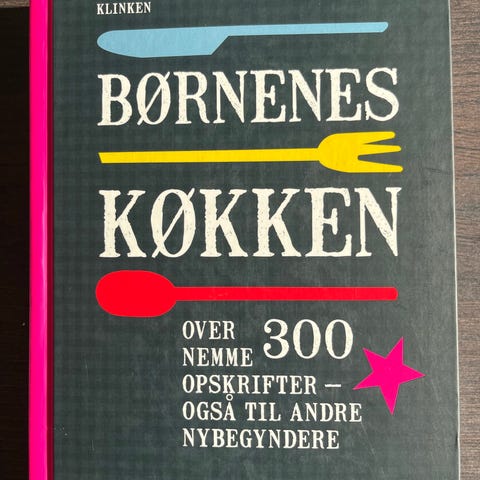 KLINKEN
BØRNENES
KØKKEN
OVER 300
NEMME
OPSKRIFTER –
OGSÅ TIL ANDRE
NYBEGYNDERE